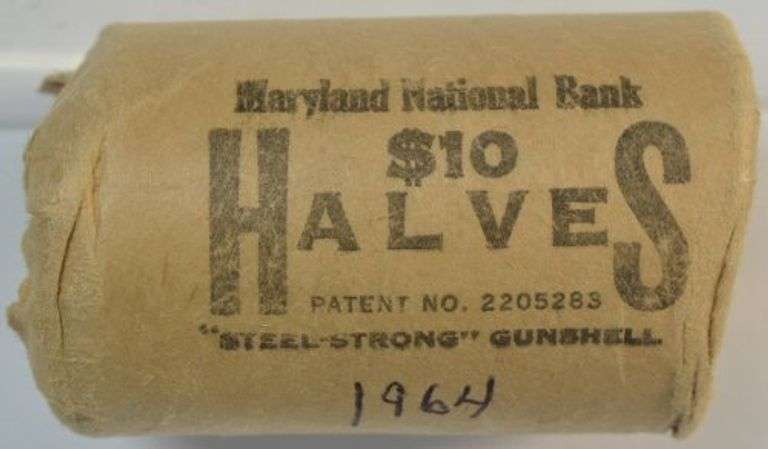 Maryland National Bank
$10
HALVES
PATENT NO. 2205283
"STEEL-STRONG" GUNSHELL
1964